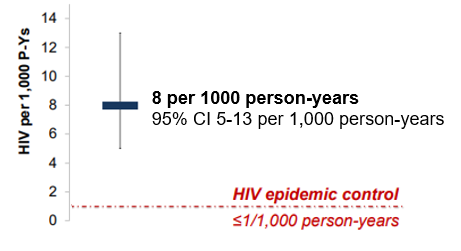 HIV per 1,000 P-Ys
14
12
10
8
6
4
2
0
8 per 1000 person-years
95% CI 5-13 per 1,000 person-years
HIV epidemic control
≤1/1,000 person-years